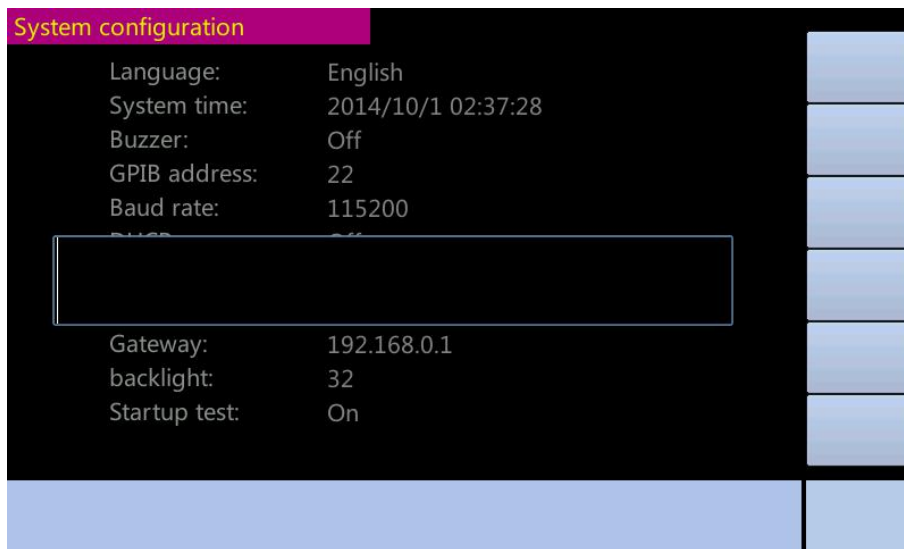 System configuration
Language: English
System time: 2014/10/1 02:37:28
Buzzer: Off
GPIB address: 22
Baud rate: 115200
Gateway: 192.168.0.1
backlight: 32
Startup test: On